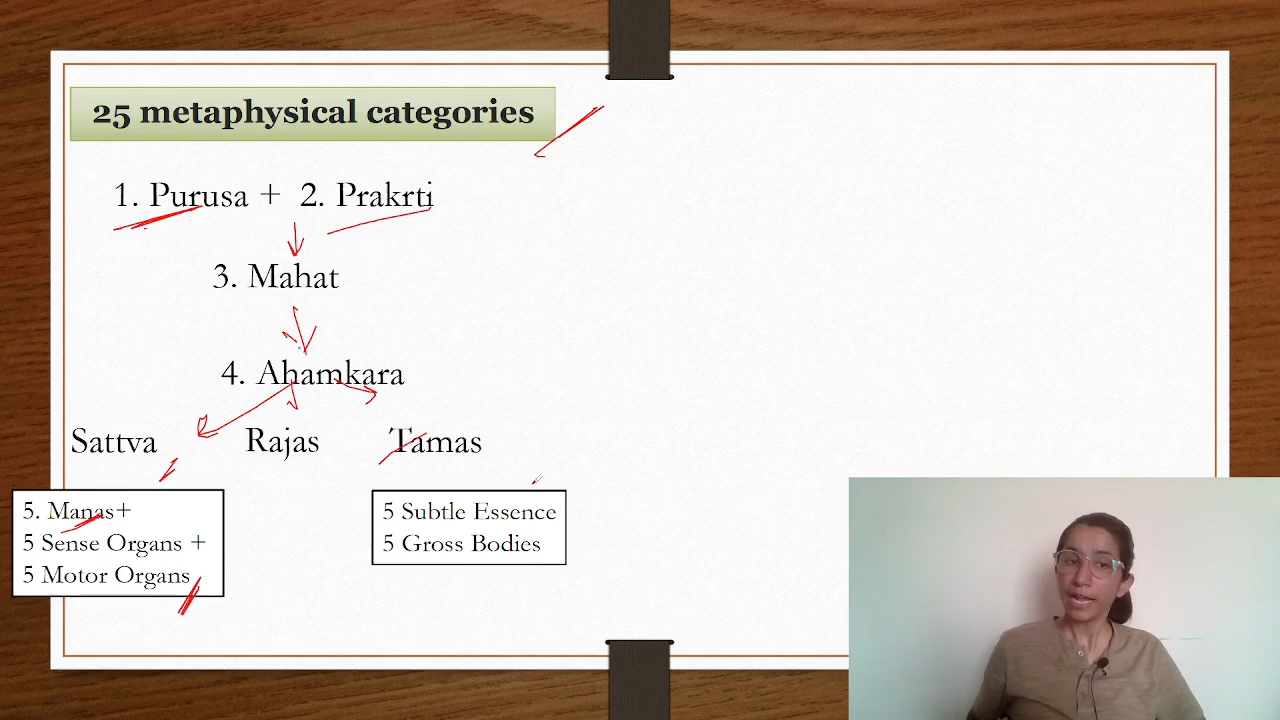 25 metaphysical categories
1. Purusa + 2. Prakrti
3. Mahat
4. Ahamkara
Sattva Rajas Tamas
5. Manas+
5 Sense Organs +
5 Motor Organs
5 Subtle Essence
5 Gross Bodies